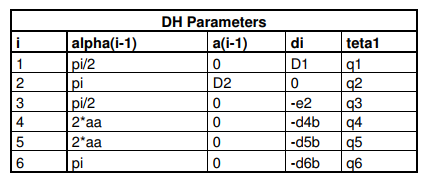 DH Parameters
i alpha(i-1) a(i-1) di teta1
1 pi/2 0 D1 q1
2 pi D2 0 q2
3 pi/2 0 -e2 q3
4 2*aa 0 -d4b q4
5 2*aa 0 -d5b q5
6 pi 0 -d6b q6